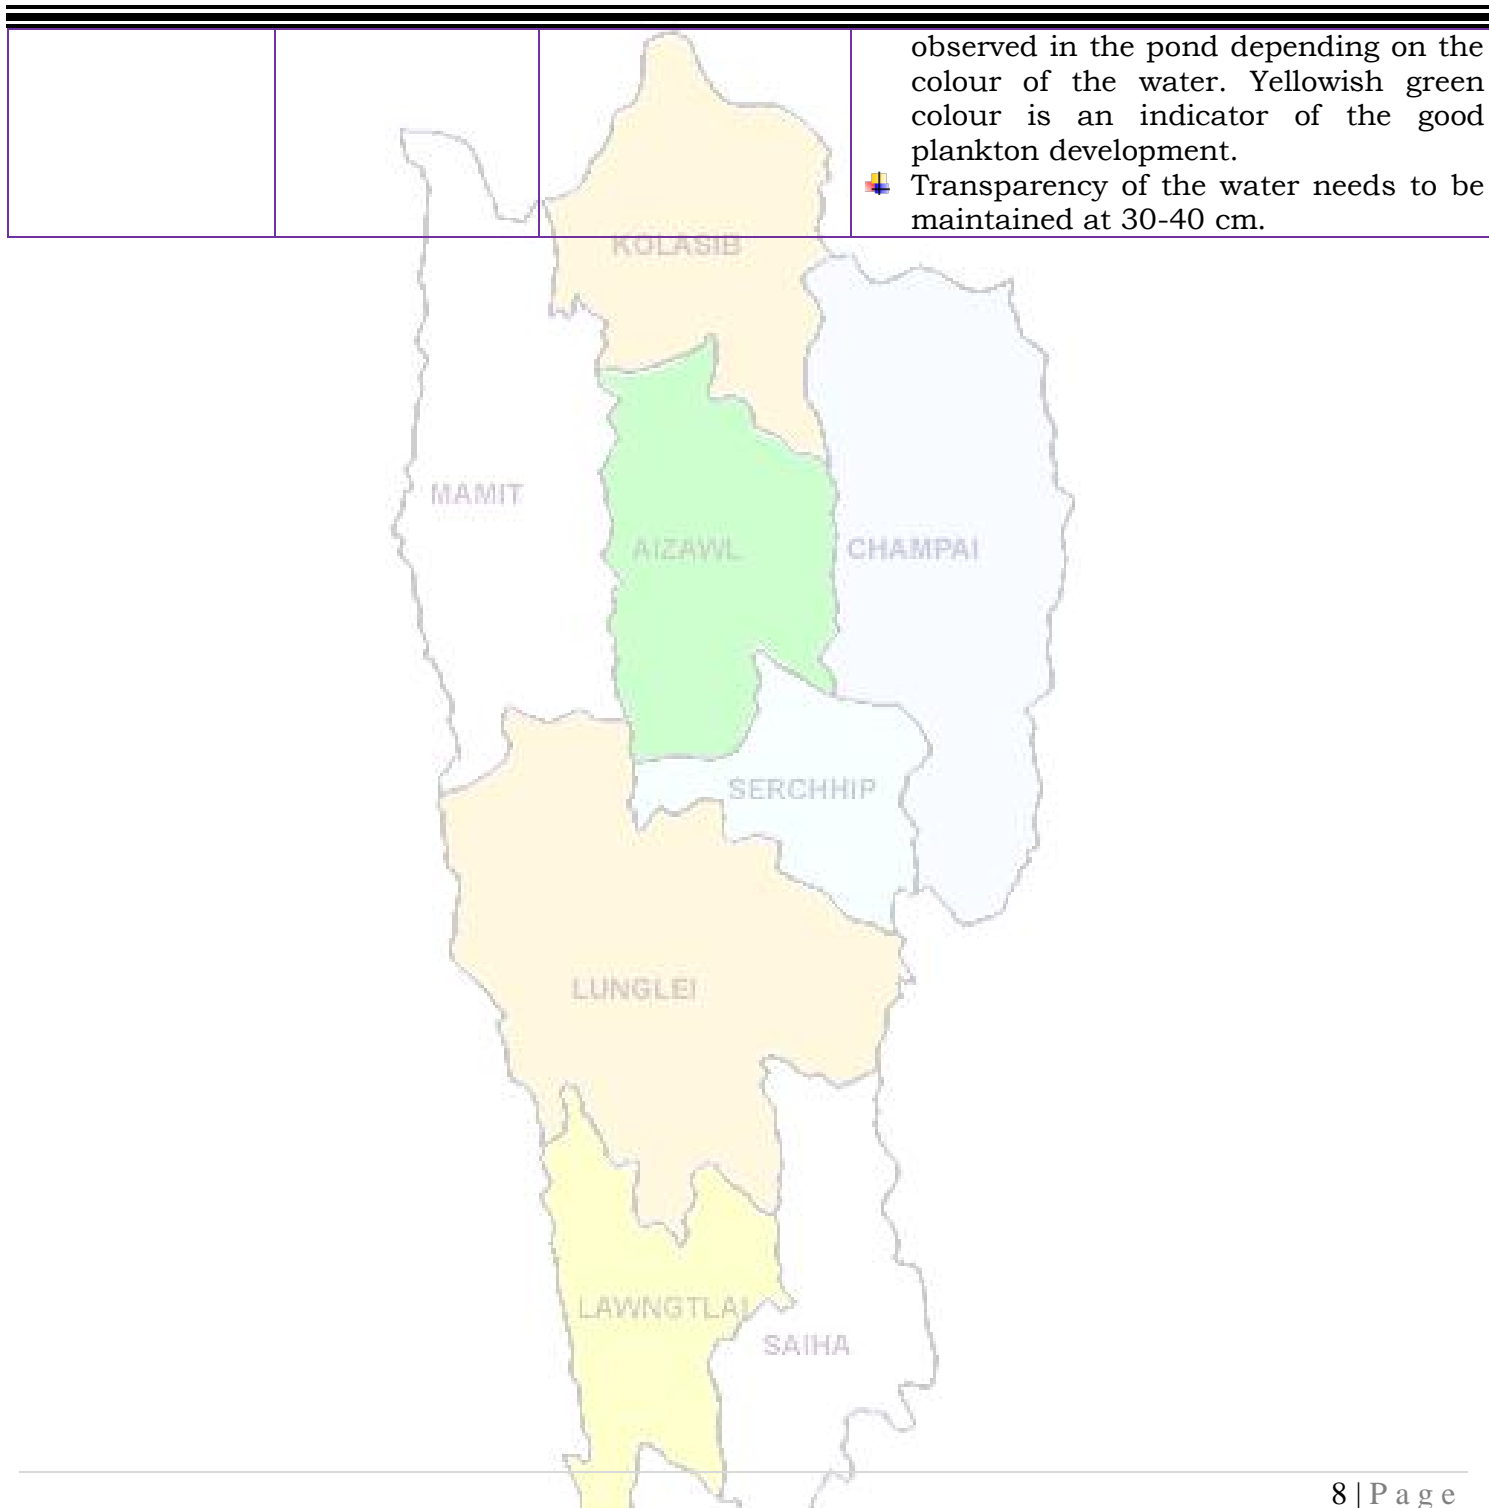 observed in the pond depending on the
colour of the water. Yellowish green
colour is an indicator of the good
plankton development.
Transparency of the water needs to be
maintained at 30-40 cm.
KOLASIB
MAMIT
AIZAWL
CHAMPAI
SERCHHIP
LUNGLEI
LAWNGTLAI
SAIHA
8 | Page